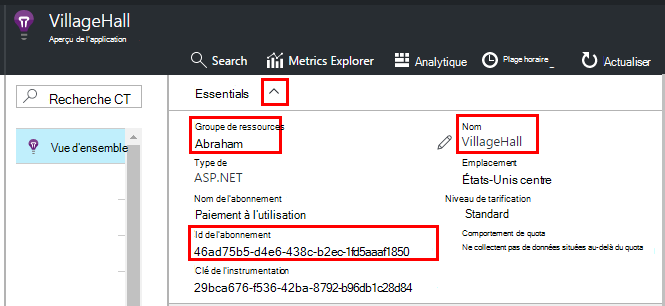 VillageHall
Aperçu de l'application
Search Metrics Explorer Analytique Plage horaire _ Actualiser
Recherche CT
Essentials
Vue d'ensemble
Groupe de ressources
Abraham
Nom
VillageHall
Type de
ASP.NET
Emplacement
États-Unis centre
Nom de l'abonnement
Paiement à l'utilisation
Niveau de tarification
Standard
Id de l'abonnement
46ad75b5-d4e6-438c-b2ec-1fd5aaaf1850
Comportement de quota
Ne collectent pas de données situées au-delà du quota
Clé de l'instrumentation
29bca676-f536-42ba-8792-b96db1c28d84